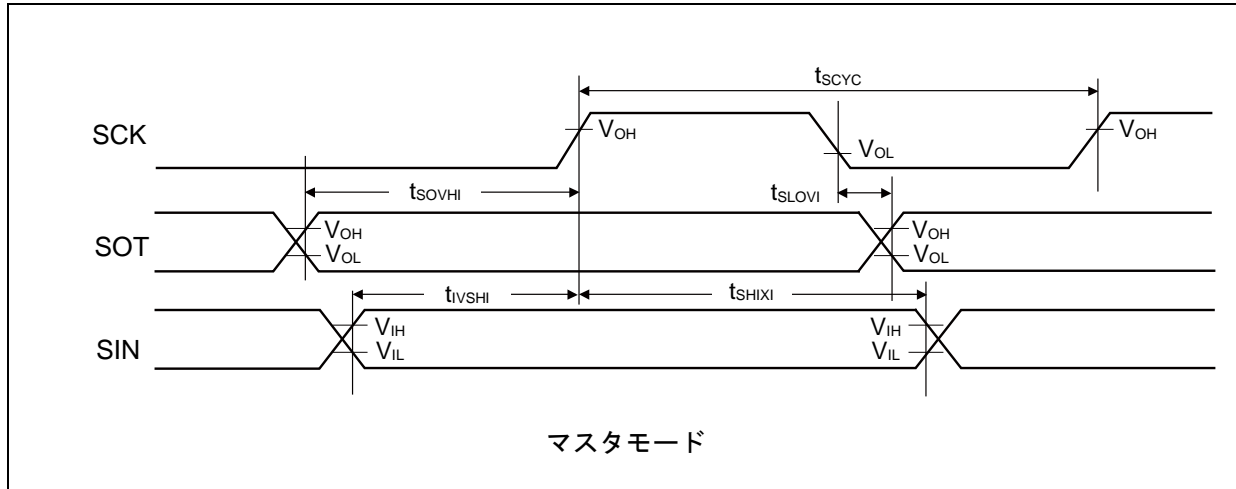 tSCYC
SCK
VOH
VOL
VOH
tSOVHI
tSLOVI
SOT
VOH
VOL
VOH
VOL
tIVSHI
tSHIXI
SIN
VIH
VIL
VIH
VIL
マスタモード